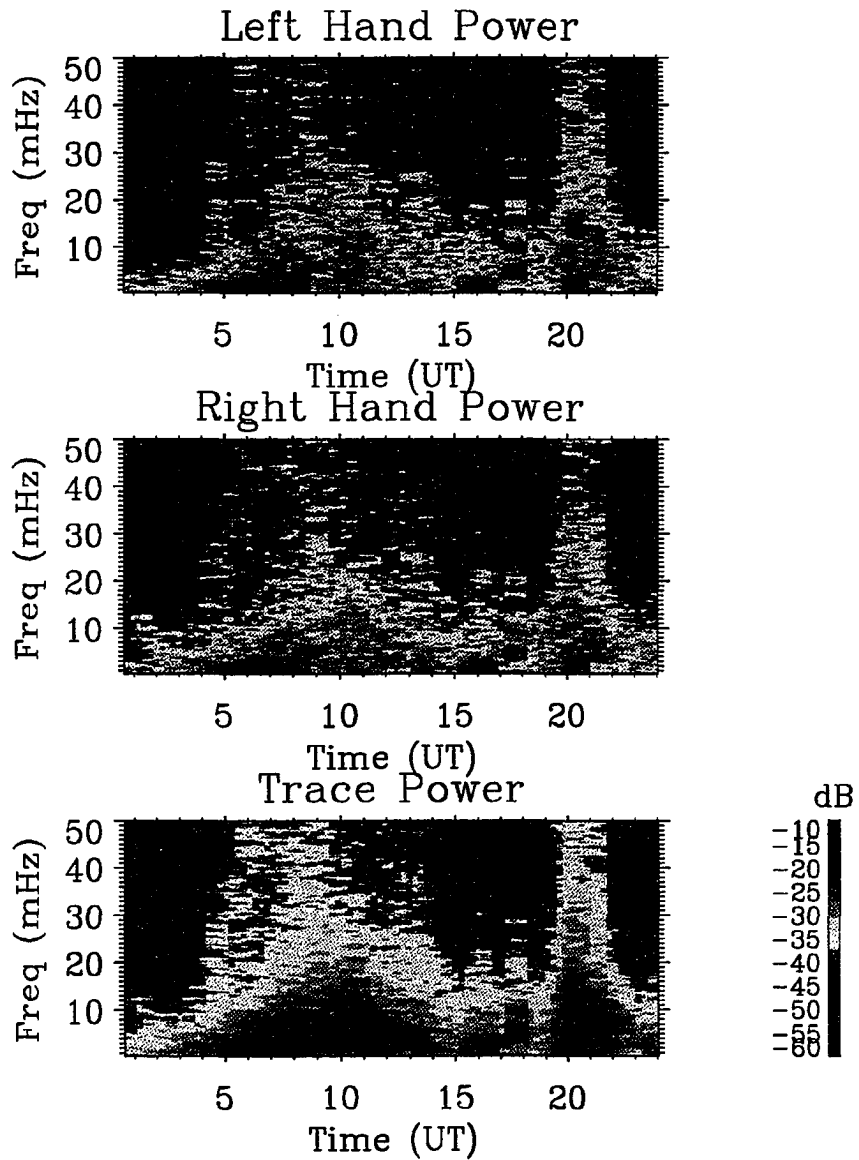 Left Hand Power
50
40
30
20
10
Freq (mHz)
5 10 15 20
Time (UT)
Right Hand Power
50
40
30
20
10
Freq (mHz)
5 10 15 20
Time (UT)
Trace Power
50
40
30
20
10
Freq (mHz)
5 10 15 20
Time (UT)
dB
-10
-15
-20
-25
-30
-35
-40
-45
-50
-55
-60